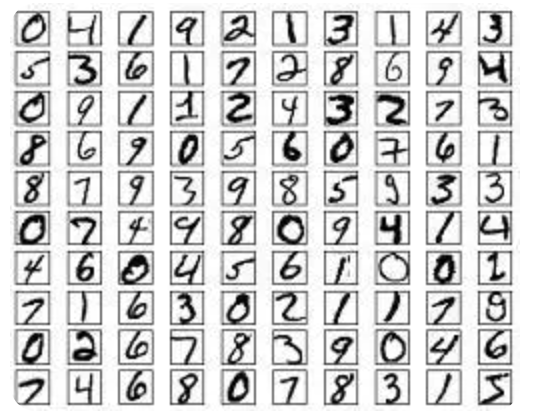 0 4 1 9 2 1 3 1 4 3
5 3 6 1 7 2 8 6 9 4
0 9 1 1 2 4 3 2 7 3
8 6 9 0 5 6 0 7 6 1
8 7 9 3 9 8 5 9 3 3
0 7 4 9 8 0 9 4 1 4
4 6 0 4 5 6 1 0 0 1
7 1 6 3 0 2 1 1 7 9
0 2 6 7 8 3 9 0 4 6
7 4 6 8 0 7 8 3 1 5